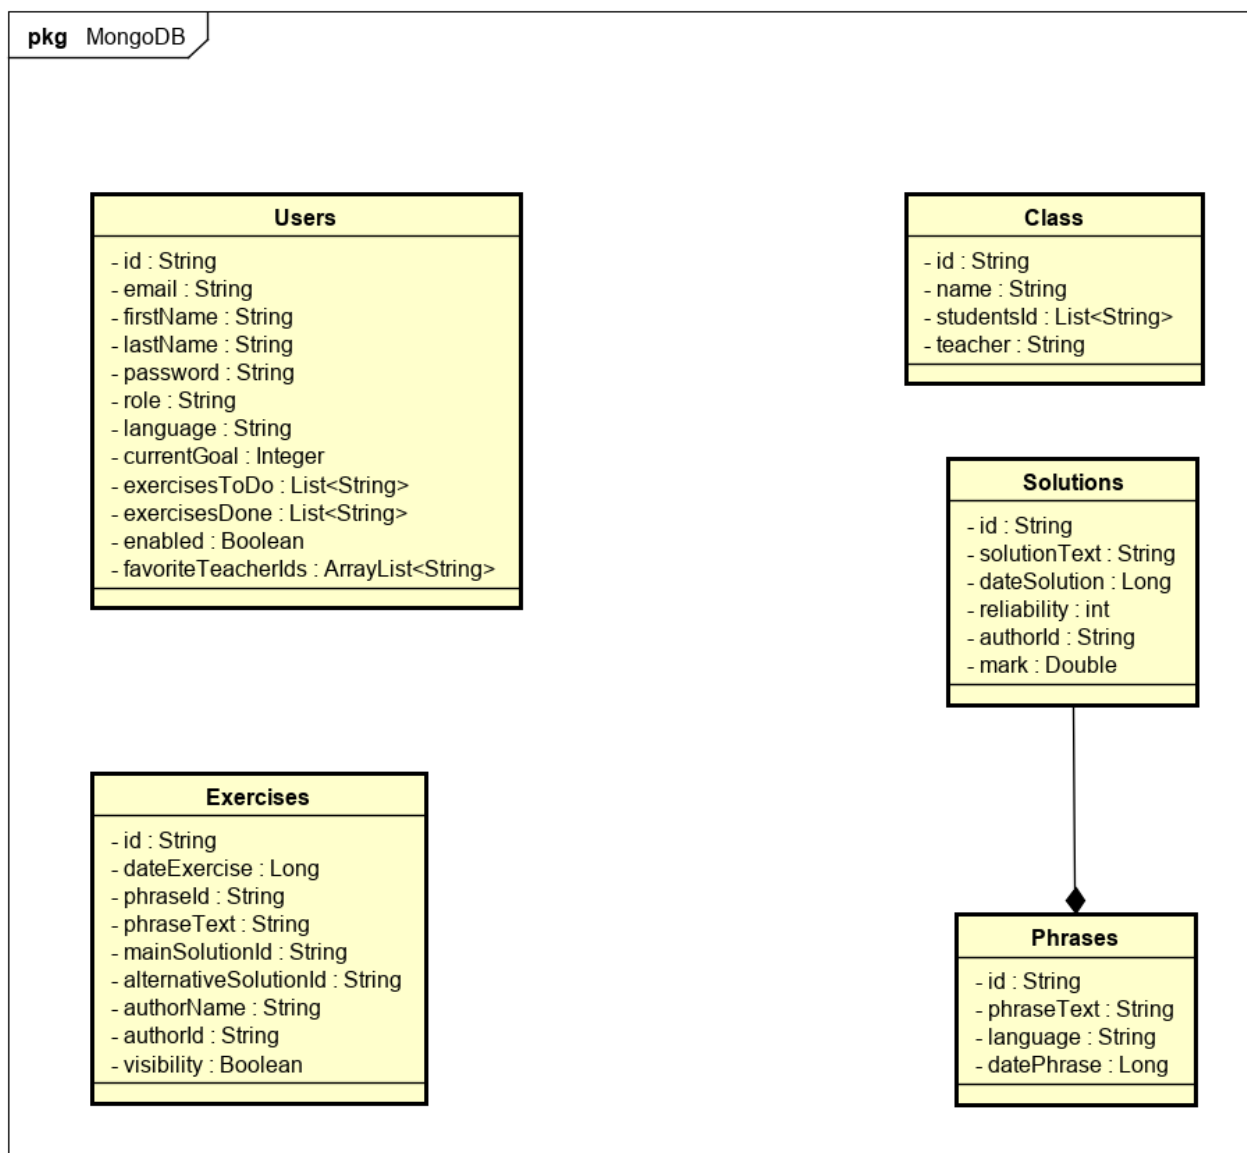 pkg MongoDB
Users
- id : String
- email : String
- firstName : String
- lastName : String
- password : String
- role : String
- language : String
- currentGoal : Integer
- exercisesToDo : List<String>
- exercisesDone : List<String>
- enabled : Boolean
- favoriteTeacherIds : ArrayList<String>
Class
- id : String
- name : String
- studentsId : List<String>
- teacher : String
Solutions
- id : String
- solutionText : String
- dateSolution : Long
- reliability : int
- authorId : String
- mark : Double
Exercises
- id : String
- dateExercise : Long
- phraseId : String
- phraseText : String
- mainSolutionId : String
- alternativeSolutionId : String
- authorName : String
- authorId : String
- visibility : Boolean
Phrases
- id : String
- phraseText : String
- language : String
- datePhrase : Long